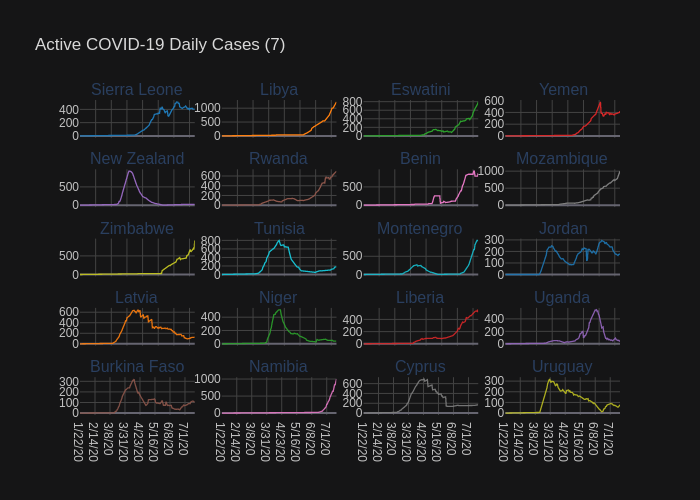 Active COVID-19 Daily Cases (7)
Sierra Leone Libya Eswatini Yemen
400 200 0
1000 500 0
800 600 400 200 0
600 400 200 0
New Zealand Rwanda Benin Mozambique
500 0
600 400 200 0
500 0
1000 500 0
Zimbabwe Tunisia Montenegro Jordan
500 0
800 600 400 200 0
500 0
300 200 100 0
Latvia Niger Liberia Uganda
600 400 200 0
400 200 0
400 200 0
400 200 0
Burkina Faso Namibia Cyprus Uruguay
300 200 100 0
1000 500 0
600 400 200 0
300 200 100 0
1/22/20 2/14/20 3/8/20 3/31/20 4/23/20 5/16/20 6/8/20 7/1/20
1/22/20 2/14/20 3/8/20 3/31/20 4/23/20 5/16/20 6/8/20 7/1/20
1/22/20 2/14/20 3/8/20 3/31/20 4/23/20 5/16/20 6/8/20 7/1/20
1/22/20 2/14/20 3/8/20 3/31/20 4/23/20 5/16/20 6/8/20 7/1/20